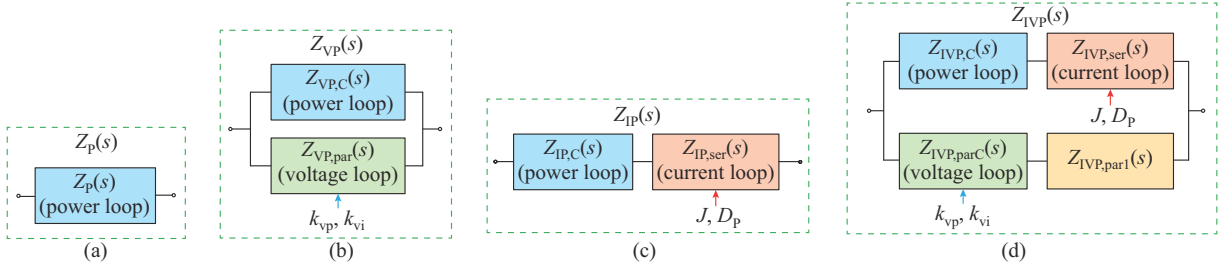 Z_P(s)
Z_P(s)
(power loop)
(a)
Z_VP(s)
Z_VP,C(s)
(power loop)
Z_VP,par(s)
(voltage loop)
k_vp, k_vi
(b)
Z_IP(s)
Z_IP,C(s)
(power loop)
Z_IP,ser(s)
(current loop)
J, D_P
(c)
Z_IVP(s)
Z_IVP,C(s)
(power loop)
Z_IVP,ser(s)
(current loop)
J, D_P
Z_IVP,parC(s)
(voltage loop)
Z_IVP,par1(s)
k_vp, k_vi
(d)